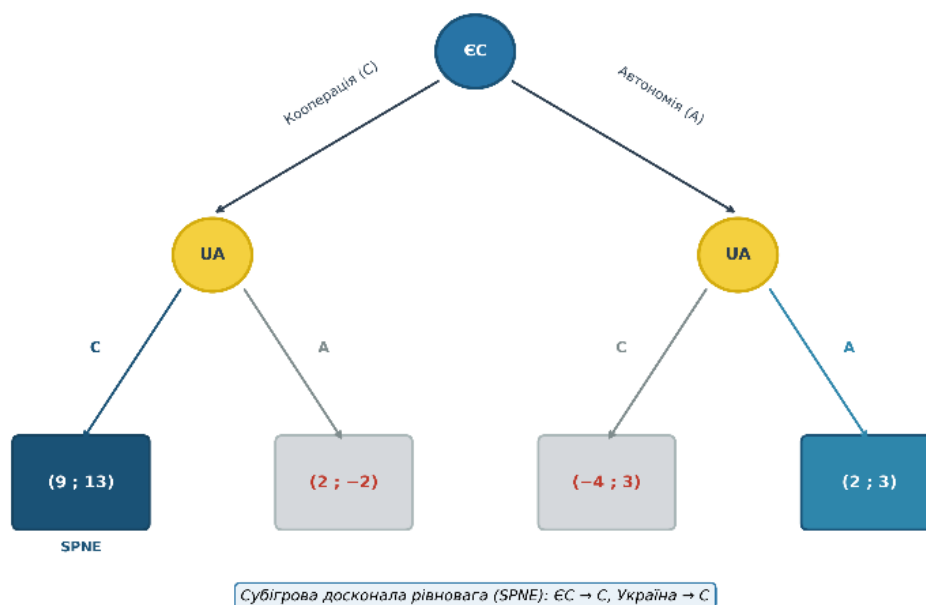 ЄС
Кооперація (C)
Автономія (A)
UA
UA
C
A
C
A
(9 ; 13)
(2 ; −2)
(−4 ; 3)
(2 ; 3)
SPNE
Субігрова досконала рівновага (SPNE): ЄС → C, Україна → C